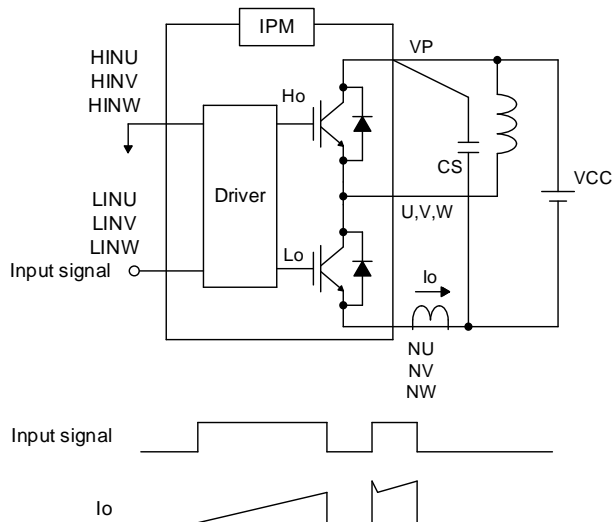 IPM
VP
HINU
HINV
HINW
Ho
CS
VCC
Driver
U,V,W
LINU
LINV
LINW
Lo
Input signal
Io
NU
NV
NW
Input signal
Io